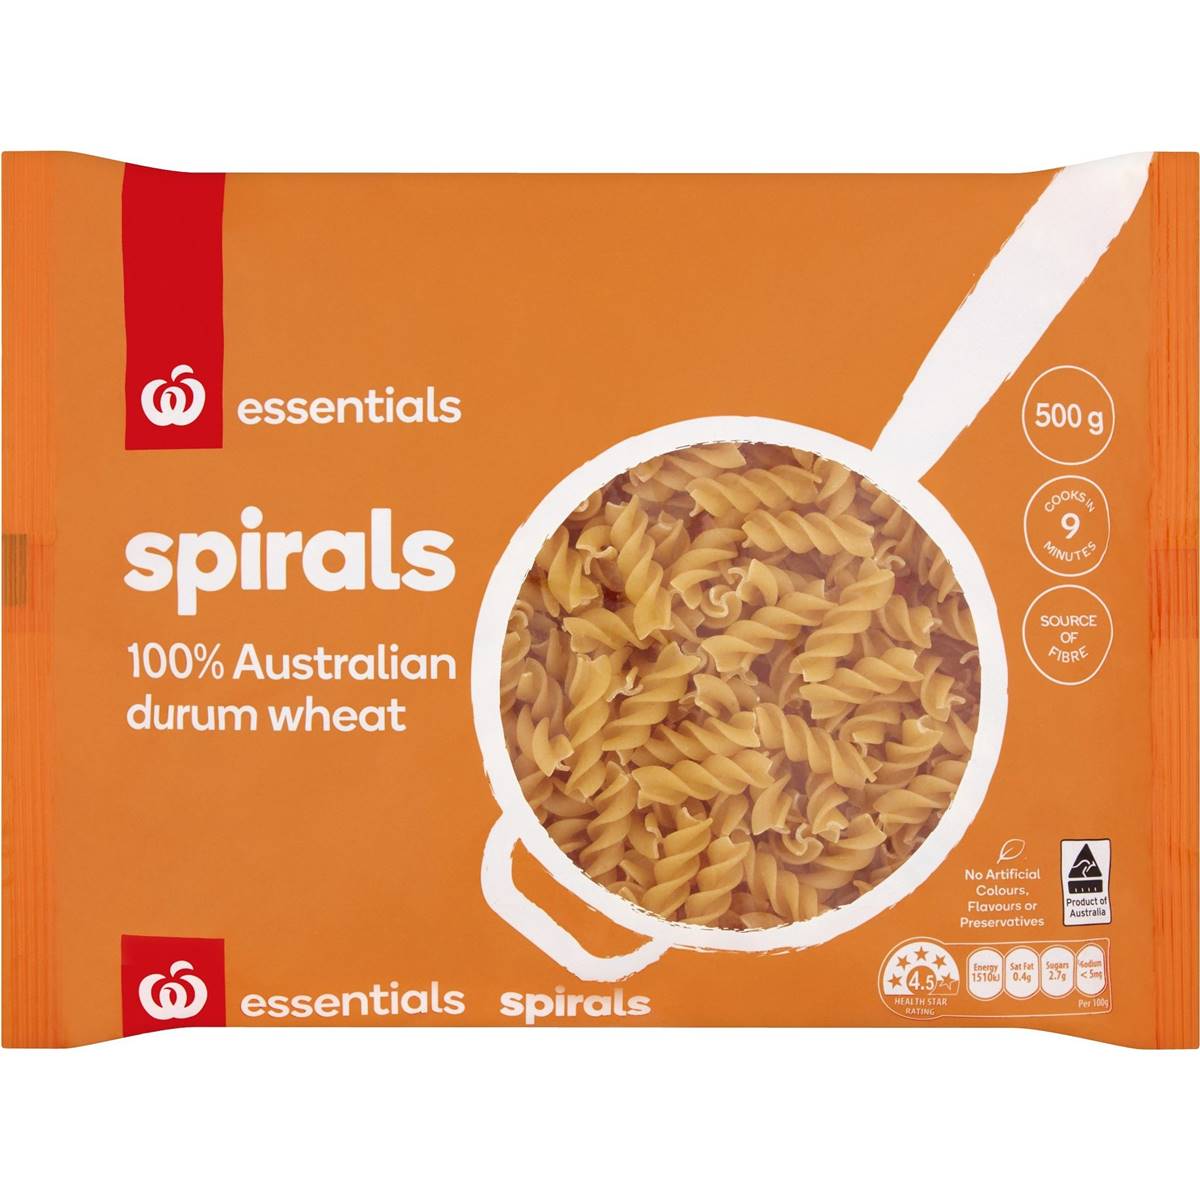 essentials
spirals
100% Australian
durum wheat
500 g
COOKS IN
9
MINUTES
SOURCE
OF
FIBRE
No Artificial
Colours,
Flavours or
Preservatives
Product of
Australia
4.5
HEALTH STAR
RATING
Energy
1510kJ
Sat Fat
0.4g
Sugars
2.7g
Sodium
<5mg
Per 100g
essentials spirals